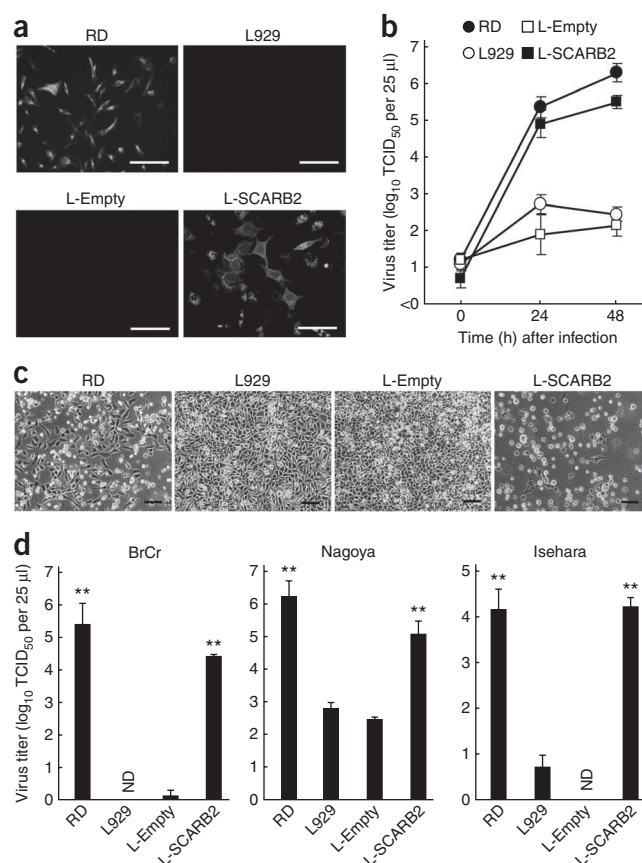 a
RD
L929
L-Empty
L-SCARB2
b
RD
L-Empty
L929
L-SCARB2
Virus titer (log10 TCID50 per 25 µl)
7
6
5
4
3
2
1
<0
0
24
48
Time (h) after infection
c
RD
L929
L-Empty
L-SCARB2
d
BrCr
Nagoya
Isehara
Virus titer (log10 TCID50 per 25 µl)
7
6
5
4
3
2
1
0
**
ND
**
RD
L929
L-Empty
L-SCARB2
7
6
5
4
3
2
1
0
**
**
RD
L929
L-Empty
L-SCARB2
5
4
3
2
1
0
**
ND
**
RD
L929
L-Empty
L-SCARB2